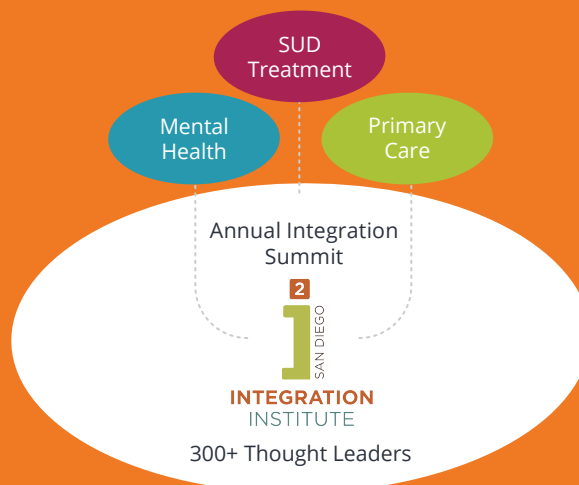 SUD
Treatment
Mental
Health
Primary
Care
Annual Integration
Summit
2
SAN DIEGO
INTEGRATION
INSTITUTE
300+ Thought Leaders